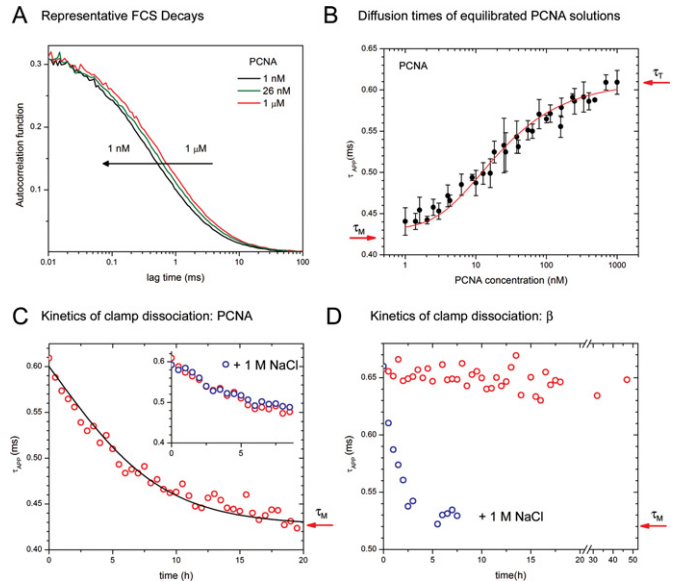 A Representative FCS Decays
Autocorrelation function
0.3
0.2
0.1
0.01 0.1 1 10 100
lag time (ms)
PCNA
1 nM
26 nM
1 μM
1 nM 1 μM
B Diffusion times of equilibrated PCNA solutions
τ APP (ms)
0.65
0.60
0.55
0.50
0.45
0.40
PCNA
τT
τM
1 10 100 1000
PCNA concentration (nM)
C Kinetics of clamp dissociation: PCNA
τAPP (ms)
0.60
0.55
0.50
0.45
0.40
0 5 10 15 20
time (h)
0.6
0.5
0.4
0 5
+ 1 M NaCl
τM
D Kinetics of clamp dissociation: β
τAPP (ms)
0.70
0.65
0.60
0.55
0.50
0 5 10 15 20 30 40 50
time(h)
+ 1 M NaCl
τM